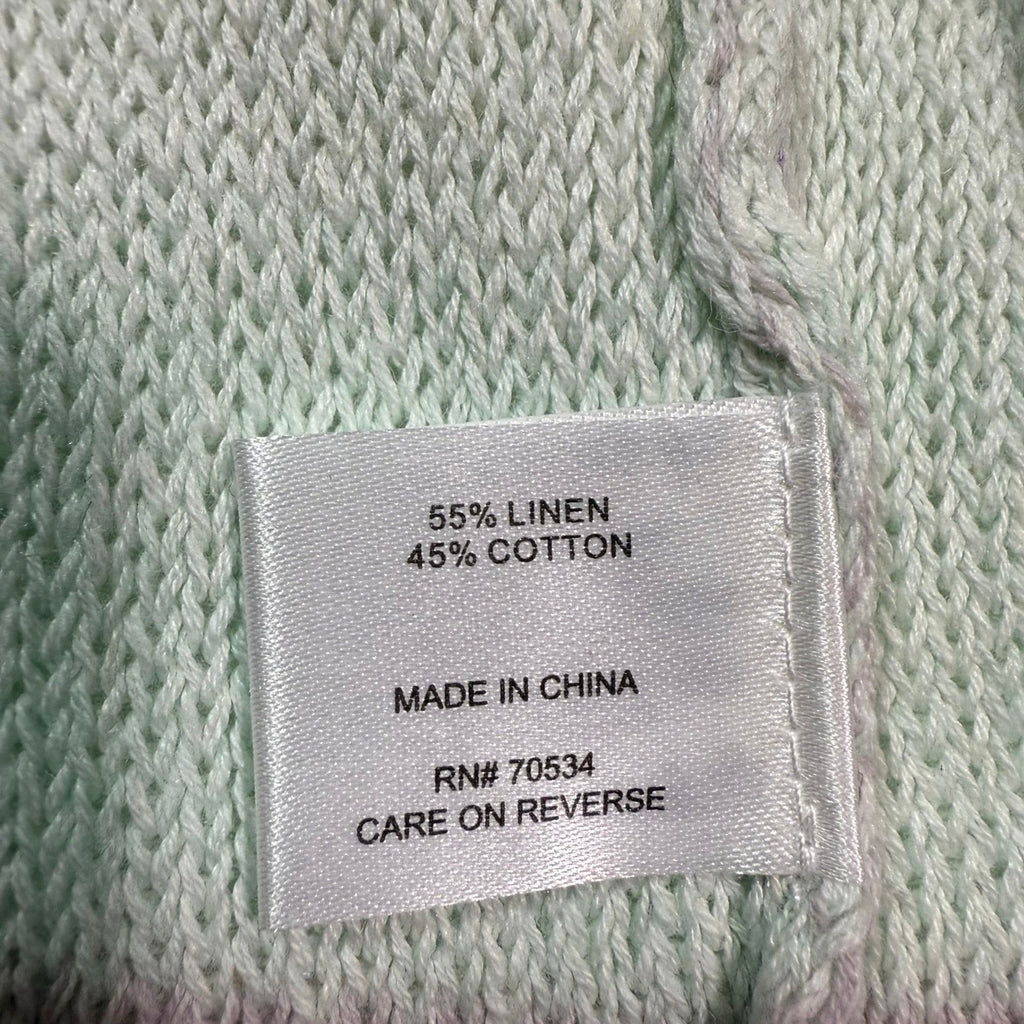 55% LINEN
45% COTTON
MADE IN CHINA
RN# 70534
CARE ON REVERSE